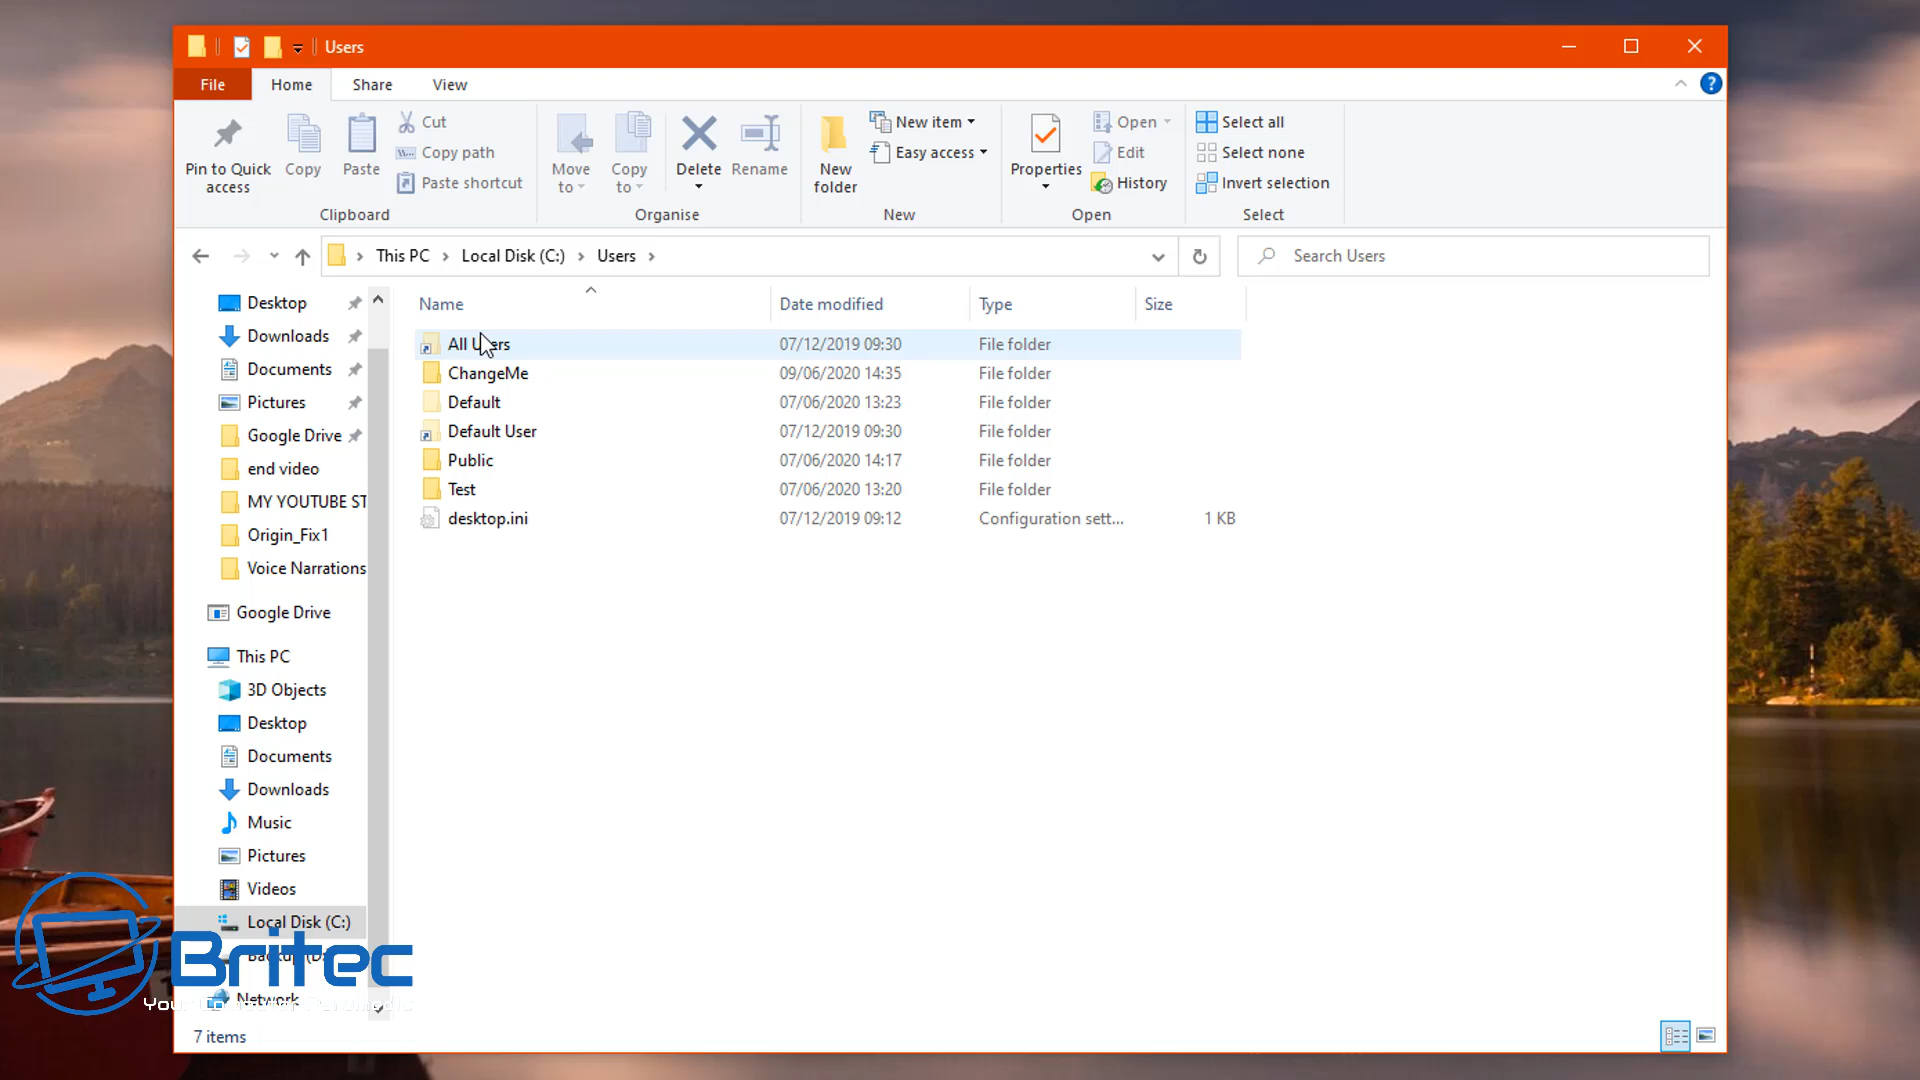 Users
File Home Share View
Pin to Quick access
Copy
Paste
Cut
Copy path
Paste shortcut
Clipboard
Move to
Copy to
Delete
Rename
Organise
New folder
New item
Easy access
New
Properties
Open
Edit
History
Open
Select all
Select none
Invert selection
Select
This PC Local Disk (C:) Users
Search Users
Name Date modified Type Size
All Users 07/12/2019 09:30 File folder
ChangeMe 09/06/2020 14:35 File folder
Default 07/06/2020 13:23 File folder
Default User 07/12/2019 09:30 File folder
Public 07/06/2020 14:17 File folder
Test 07/06/2020 13:20 File folder
desktop.ini 07/12/2019 09:12 Configuration sett... 1 KB
Desktop
Downloads
Documents
Pictures
Google Drive
end video
MY YOUTUBE ST
Origin_Fix1
Voice Narrations
Google Drive
This PC
3D Objects
Desktop
Documents
Downloads
Music
Pictures
Videos
Local Disk (C:)
Britec
Network
7 items